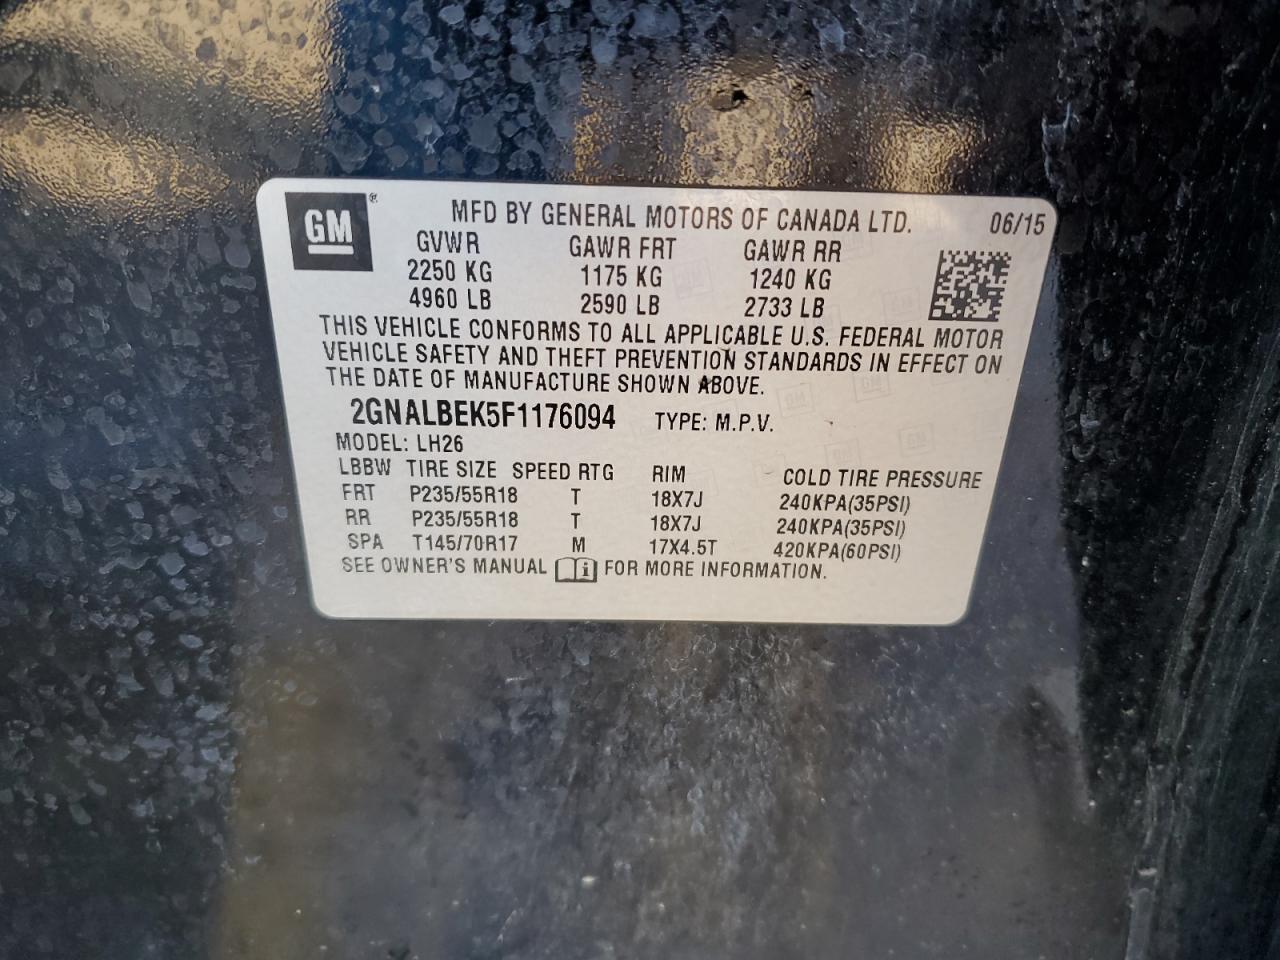 GM®
MFD BY GENERAL MOTORS OF CANADA LTD. 06/15
GVWR GAWR FRT GAWR RR
2250 KG 1175 KG 1240 KG
4960 LB 2590 LB 2733 LB
THIS VEHICLE CONFORMS TO ALL APPLICABLE U.S. FEDERAL MOTOR
VEHICLE SAFETY AND THEFT PREVENTION STANDARDS IN EFFECT ON
THE DATE OF MANUFACTURE SHOWN ABOVE.
2GNALBEK5F1176094 TYPE: M.P.V.
MODEL: LH26
LBBW TIRE SIZE SPEED RTG RIM COLD TIRE PRESSURE
FRT P235/55R18 T 18X7J 240KPA(35PSI)
RR P235/55R18 T 18X7J 240KPA(35PSI)
SPA T145/70R17 M 17X4.5T 420KPA(60PSI)
SEE OWNER'S MANUAL i FOR MORE INFORMATION.